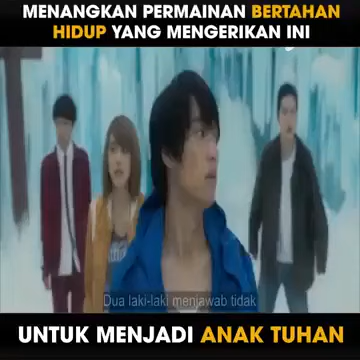 MENANGKAN PERMAINAN BERTAHAN
HIDUP YANG MENGERIKAN INI
Dua laki-laki menjawab tidak
UNTUK MENJADI ANAK TUHAN